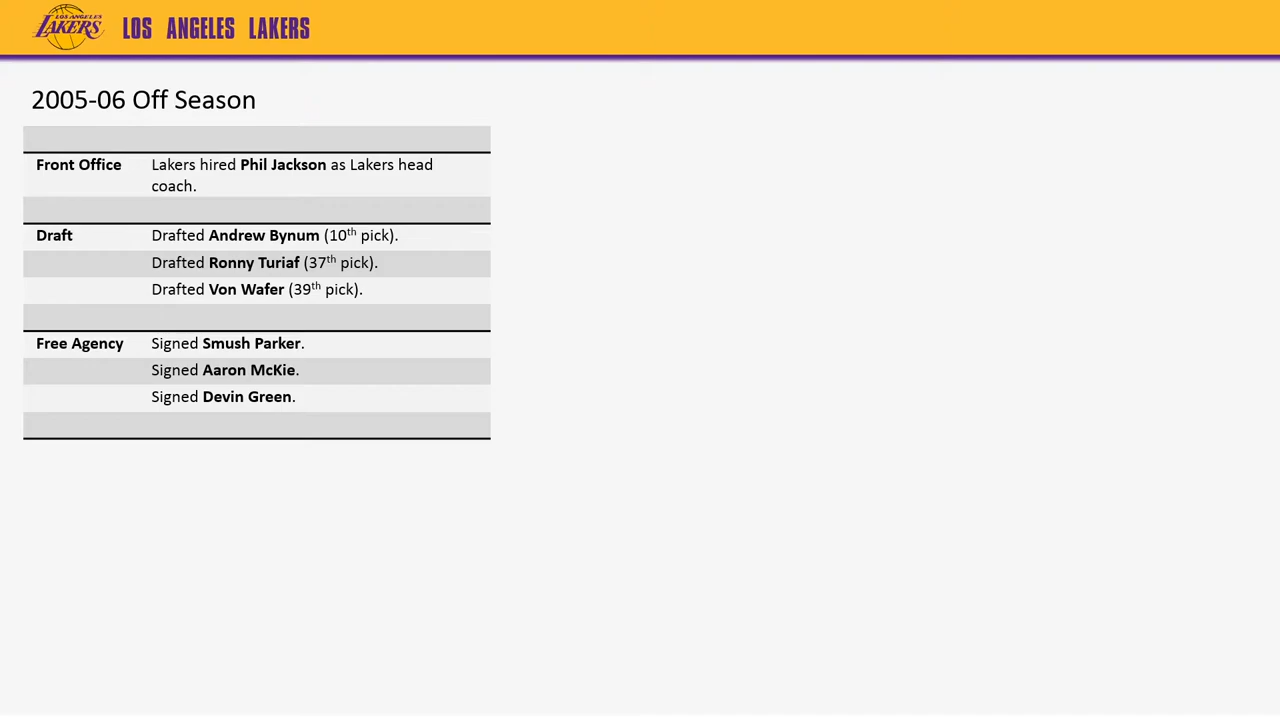 LOS ANGELES
LAKERS
LOS ANGELES LAKERS
2005-06 Off Season
Front Office Lakers hired Phil Jackson as Lakers head
coach.
Draft Drafted Andrew Bynum (10th pick).
Drafted Ronny Turiaf (37th pick).
Drafted Von Wafer (39th pick).
Free Agency Signed Smush Parker.
Signed Aaron McKie.
Signed Devin Green.